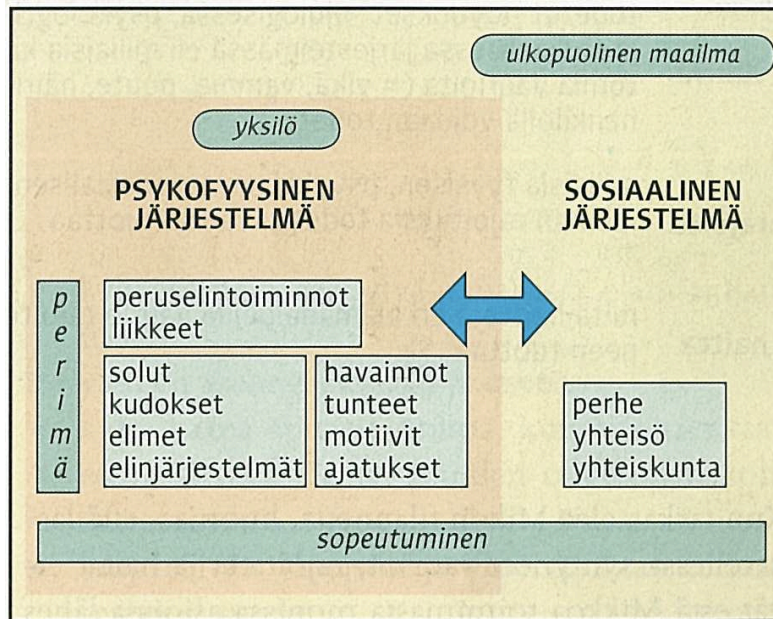 ulkopuolinen maailma
yksilö
PSYKOFYYSINEN
JÄRJESTELMÄ
SOSIAALINEN
JÄRJESTELMÄ
perimä
peruselintoiminnot
liikkeet
solut
kudokset
elimet
elinjärjestelmät
havainnot
tunteet
motiivit
ajatukset
perhe
yhteisö
yhteiskunta
sopeutuminen